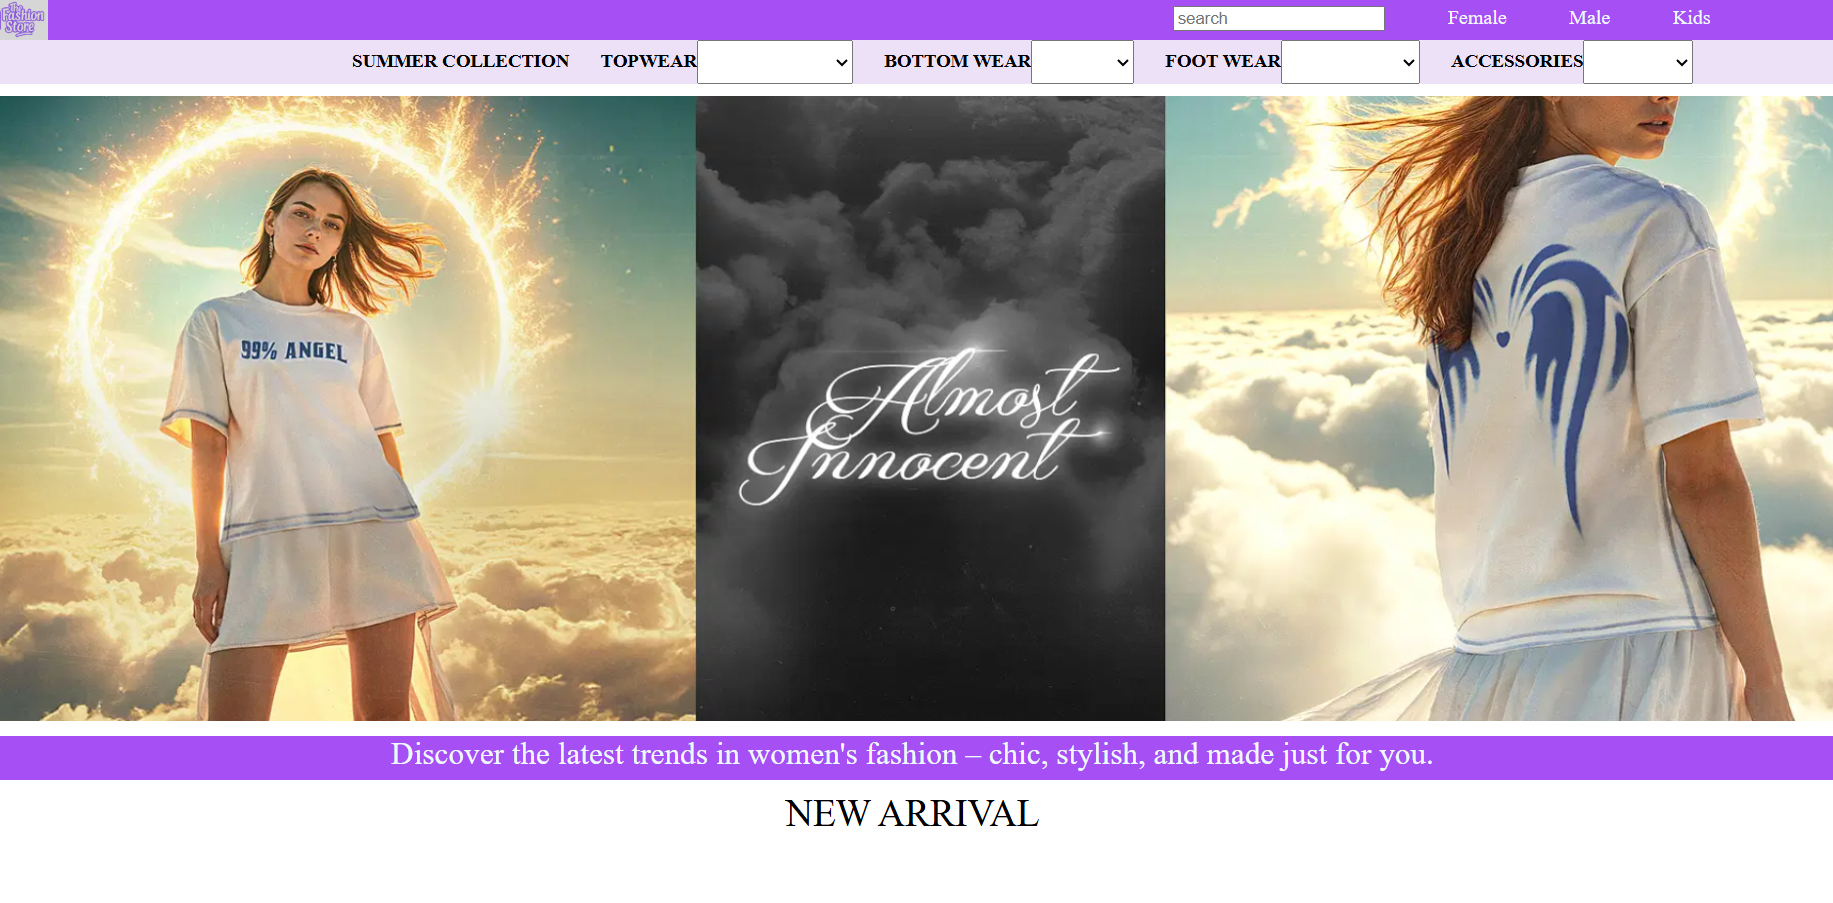 The
Fashion
Store
search
Female
Male
Kids
SUMMER COLLECTION
TOPWEAR
BOTTOM WEAR
FOOT WEAR
ACCESSORIES
99% ANGEL
Almost
Innocent
Discover the latest trends in women's fashion – chic, stylish, and made just for you.
NEW ARRIVAL